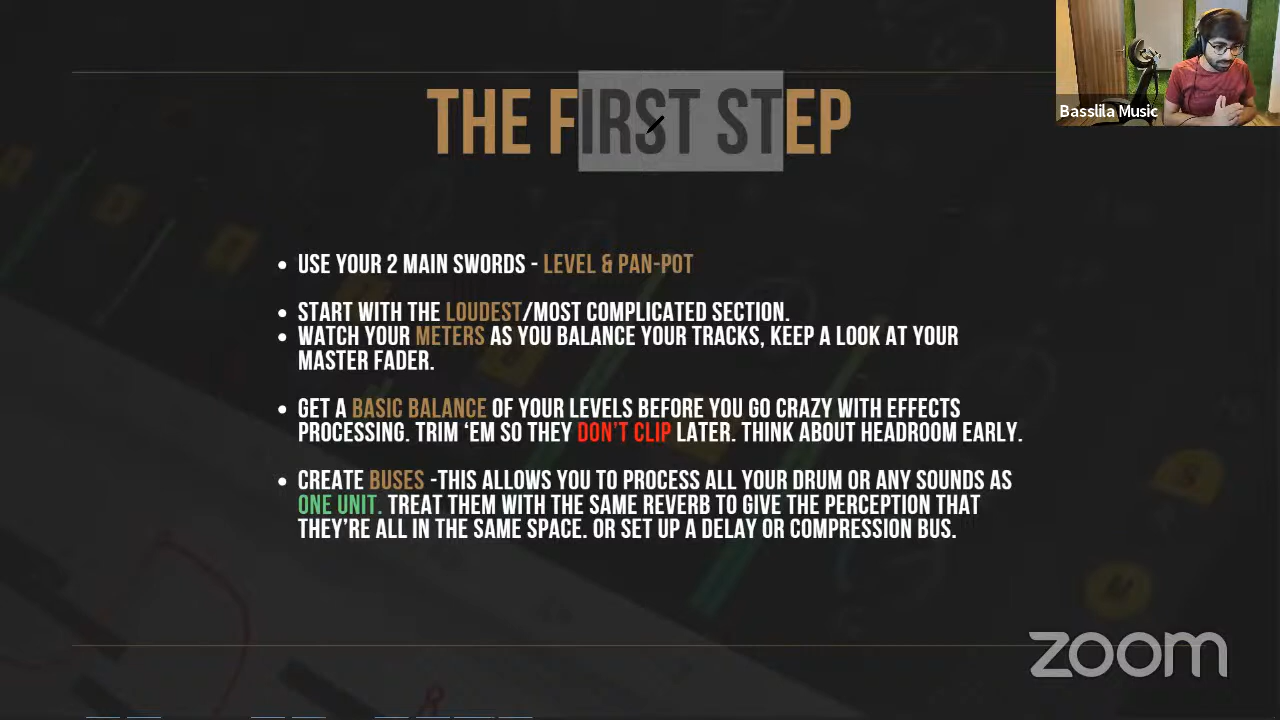 Basslila Music
THE FIRST STEP
• USE YOUR 2 MAIN SWORDS - LEVEL & PAN-POT
• START WITH THE LOUDEST/MOST COMPLICATED SECTION.
• WATCH YOUR METERS AS YOU BALANCE YOUR TRACKS, KEEP A LOOK AT YOUR
MASTER FADER.
• GET A BASIC BALANCE OF YOUR LEVELS BEFORE YOU GO CRAZY WITH EFFECTS
PROCESSING. TRIM ‘EM SO THEY DON’T CLIP LATER. THINK ABOUT HEADROOM EARLY.
• CREATE BUSES -THIS ALLOWS YOU TO PROCESS ALL YOUR DRUM OR ANY SOUNDS AS
ONE UNIT. TREAT THEM WITH THE SAME REVERB TO GIVE THE PERCEPTION THAT
THEY’RE ALL IN THE SAME SPACE. OR SET UP A DELAY OR COMPRESSION BUS.
zoom